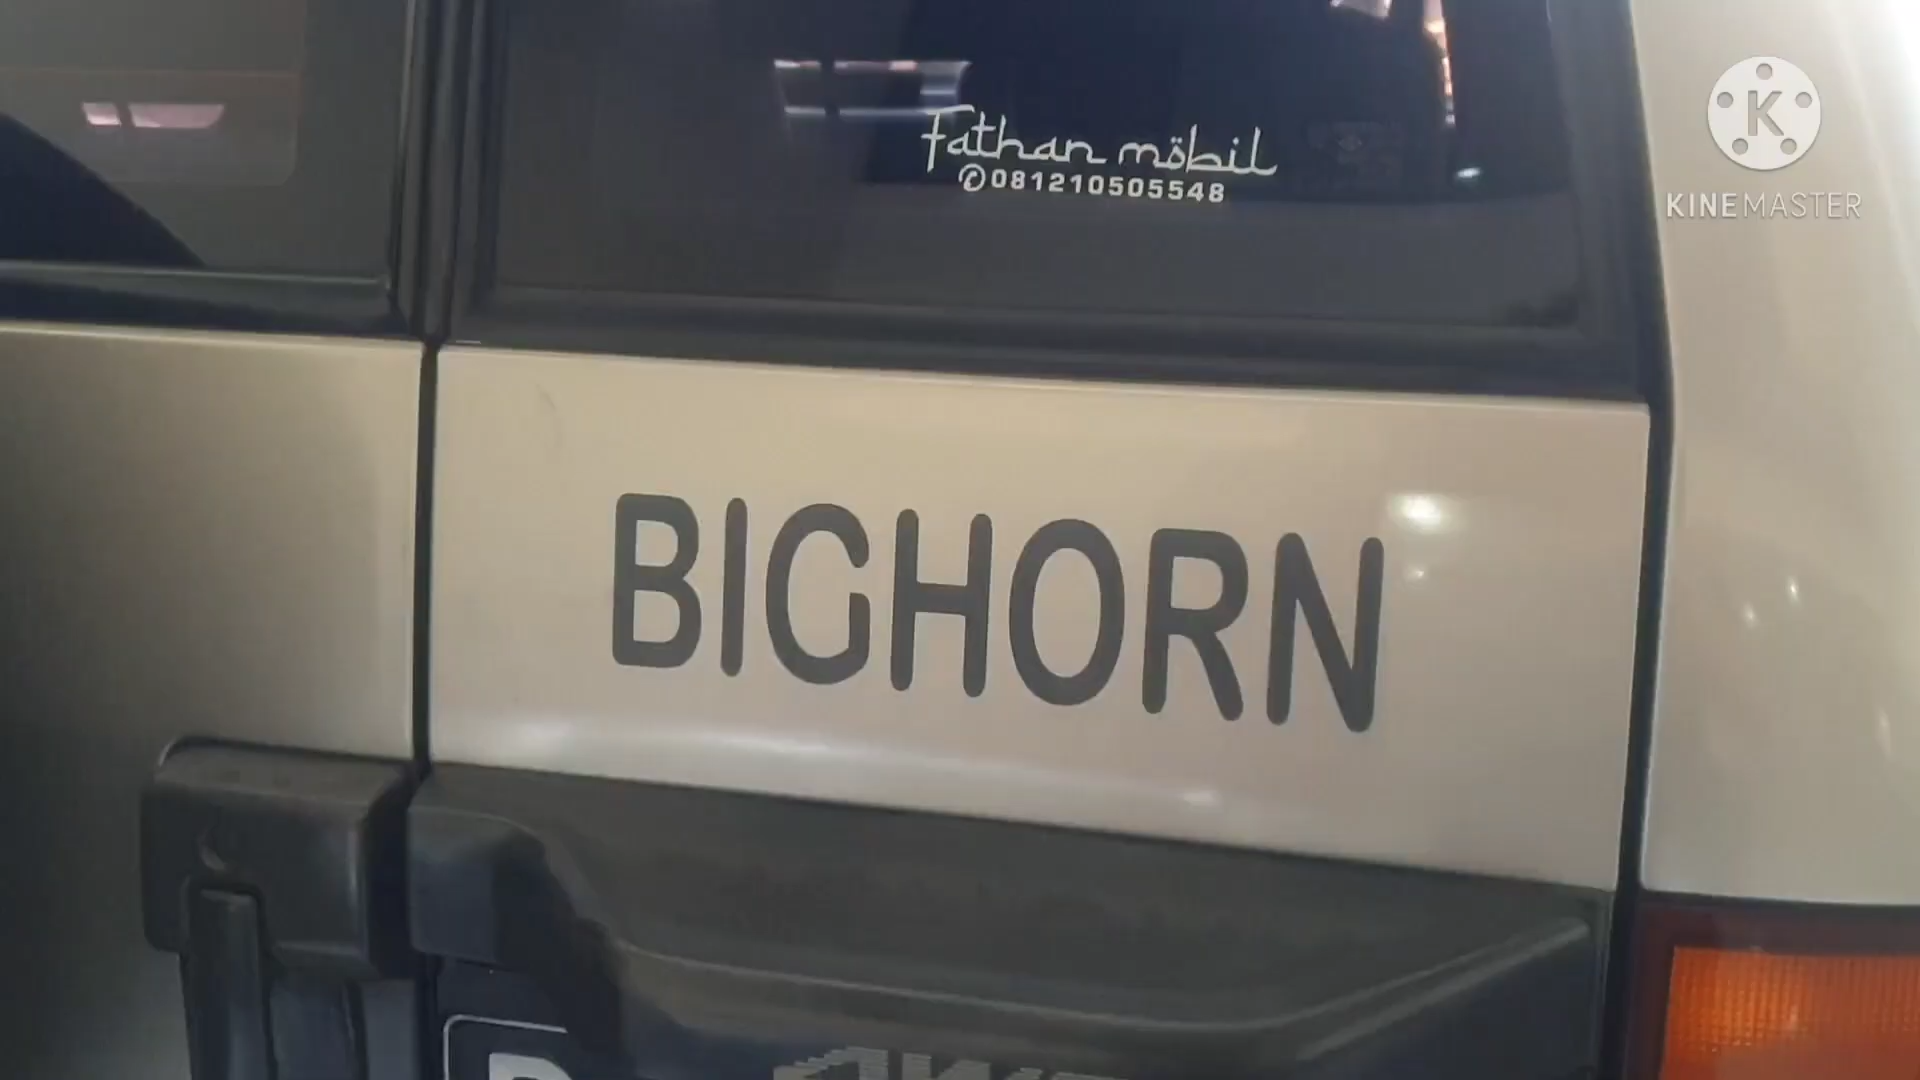 Fathan möbil
✆081210505548
K
KINEMASTER
BIGHORN